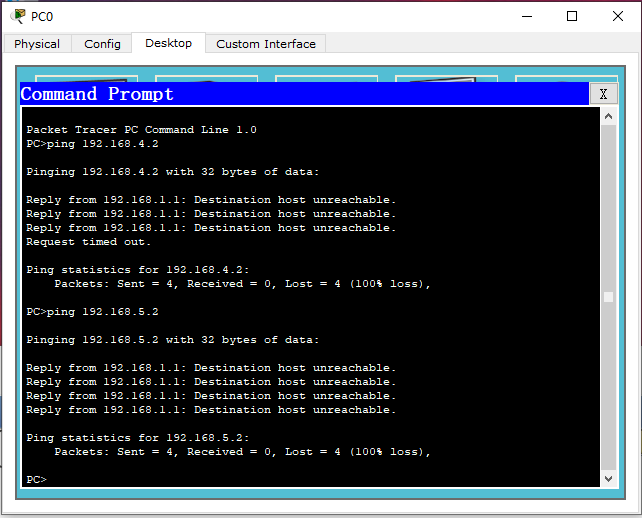 PC0
Physical Config Desktop Custom Interface
Command Prompt X
Packet Tracer PC Command Line 1.0
PC>ping 192.168.4.2
Pinging 192.168.4.2 with 32 bytes of data:
Reply from 192.168.1.1: Destination host unreachable.
Reply from 192.168.1.1: Destination host unreachable.
Reply from 192.168.1.1: Destination host unreachable.
Request timed out.
Ping statistics for 192.168.4.2:
    Packets: Sent = 4, Received = 0, Lost = 4 (100% loss),
PC>ping 192.168.5.2
Pinging 192.168.5.2 with 32 bytes of data:
Reply from 192.168.1.1: Destination host unreachable.
Reply from 192.168.1.1: Destination host unreachable.
Reply from 192.168.1.1: Destination host unreachable.
Reply from 192.168.1.1: Destination host unreachable.
Ping statistics for 192.168.5.2:
    Packets: Sent = 4, Received = 0, Lost = 4 (100% loss),
PC>